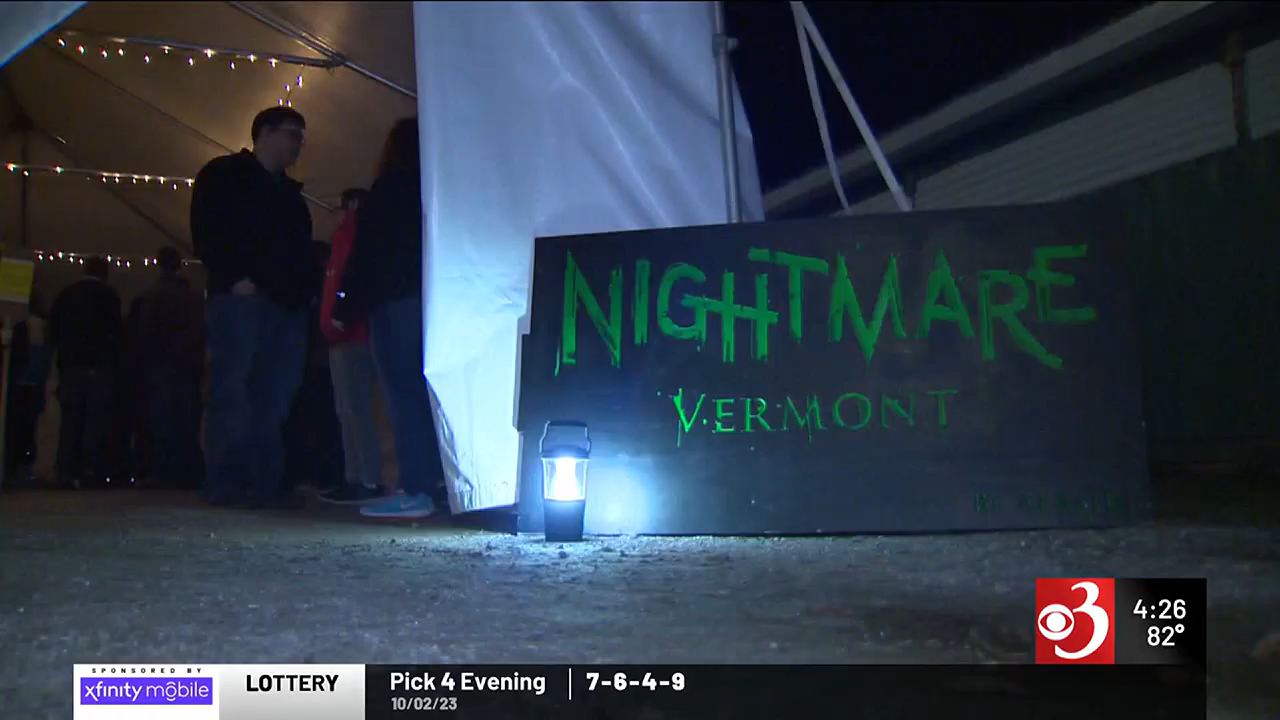 NIGHTMARE
VERMONT
3
4:26
82°
SPONSORED BY
xfinity mobile
LOTTERY
Pick 4 Evening
7-6-4-9
10/02/23